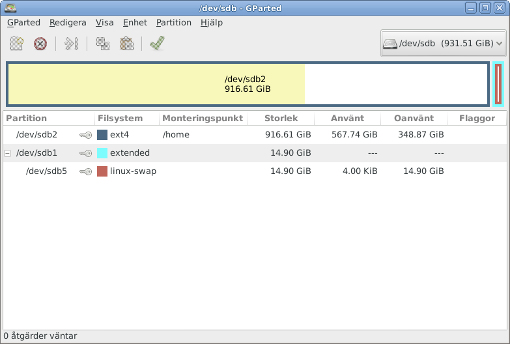 /dev/sdb - GParted
GParted Redigera Visa Enhet Partition Hjälp
/dev/sdb (931.51 GiB)
/dev/sdb2
916.61 GiB
Partition Filsystem Monteringspunkt Storlek Använt Oanvänt Flaggor
/dev/sdb2 ext4 /home 916.61 GiB 567.74 GiB 348.87 GiB
/dev/sdb1 extended 14.90 GiB --- ---
/dev/sdb5 linux-swap 14.90 GiB 4.00 KiB 14.90 GiB
0 åtgärder väntar